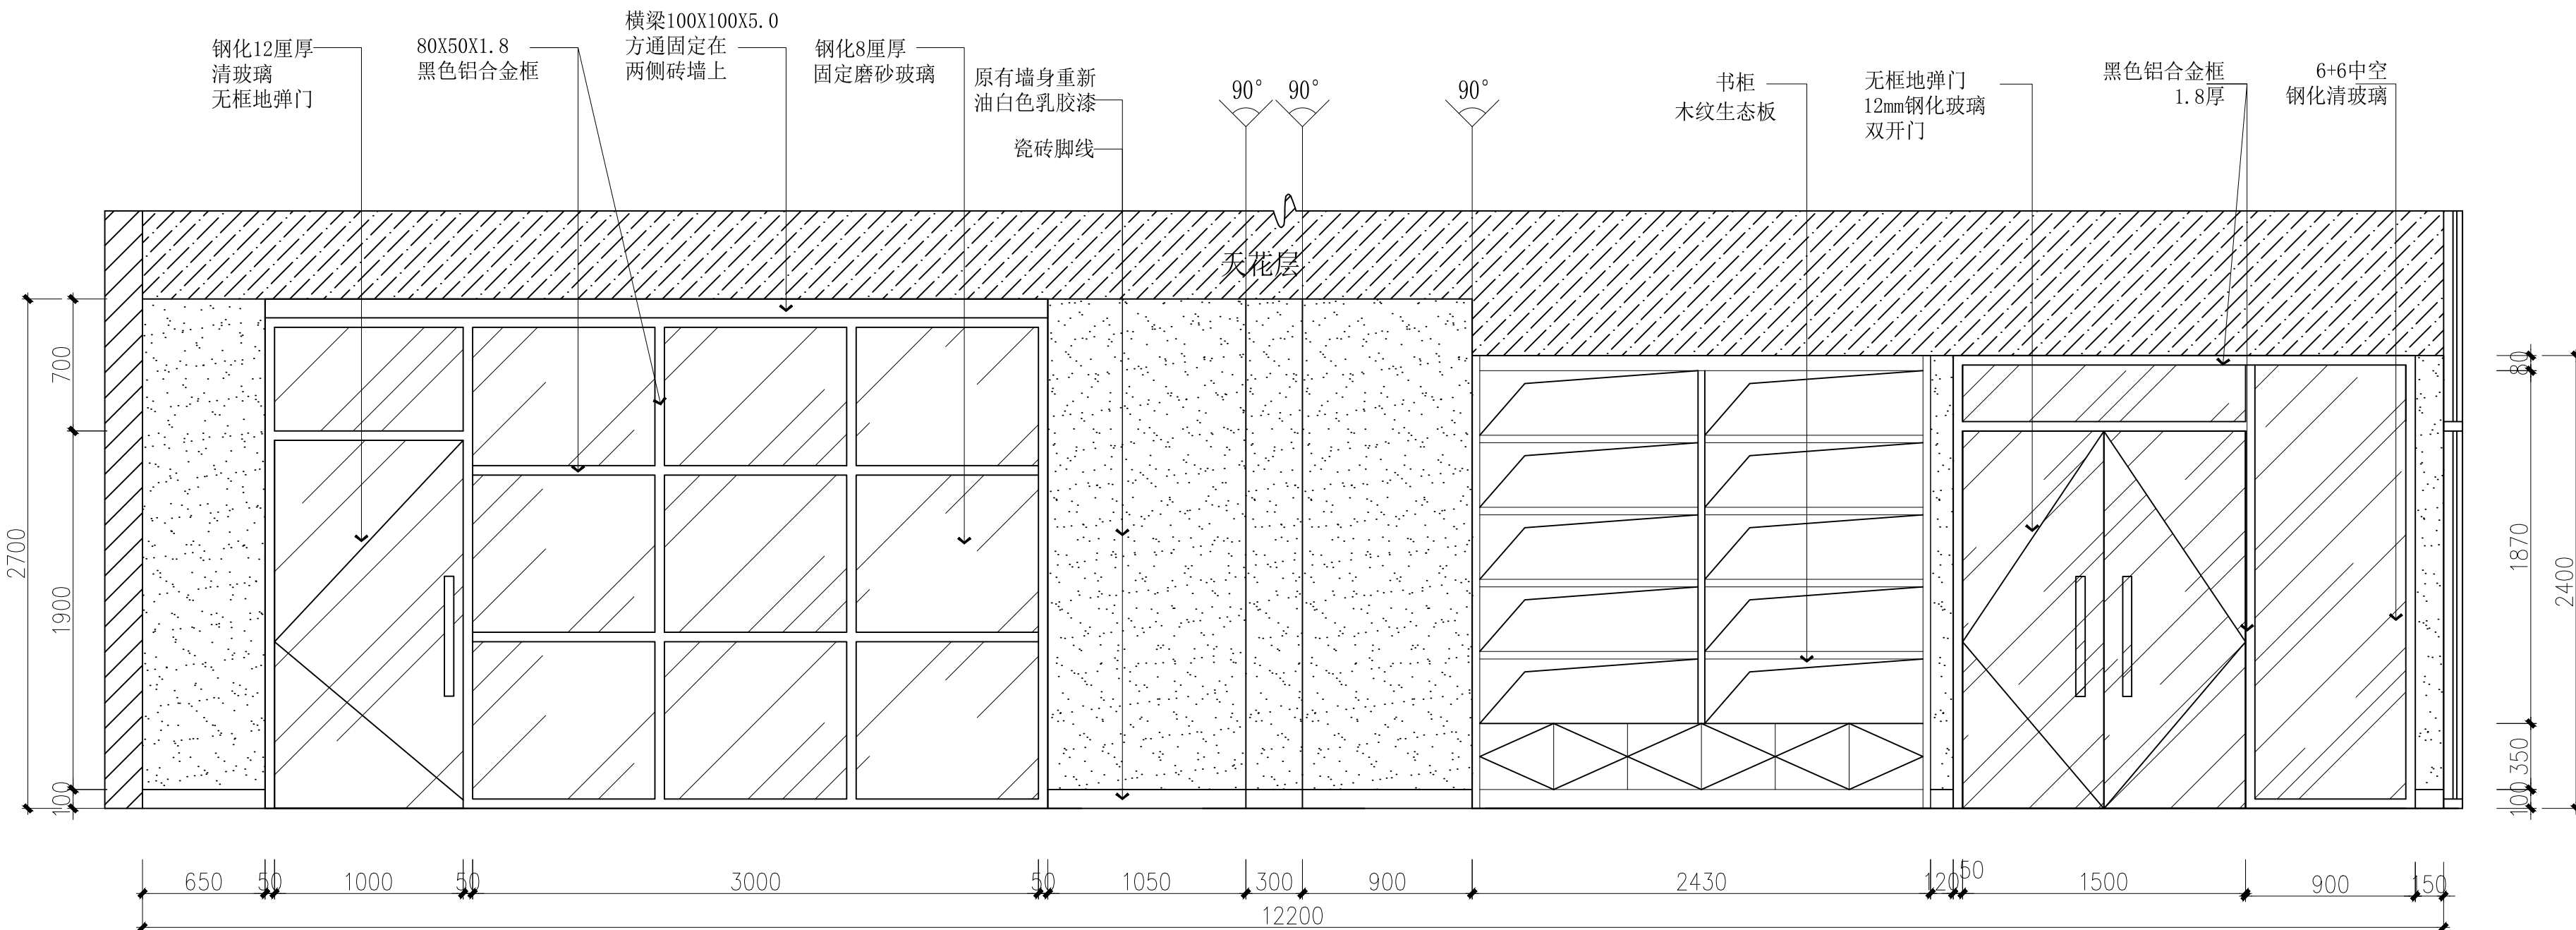 钢化12厘厚
清玻璃
无框地弹门
80X50X1.8
黑色铝合金框
横梁100X100X5.0
方通固定在
两侧砖墙上
钢化8厘厚
固定磨砂玻璃
原有墙身重新
油白色乳胶漆
瓷砖脚线
90°
90°
90°
书柜
木纹生态板
无框地弹门
12mm钢化玻璃
双开门
黑色铝合金框
1.8厚
6+6中空
钢化清玻璃
天花层
2700
700
1900
100
80
1870
350
100
2400
650
50
1000
50
3000
50
1050
300
900
2430
120
50
1500
900
150
12200